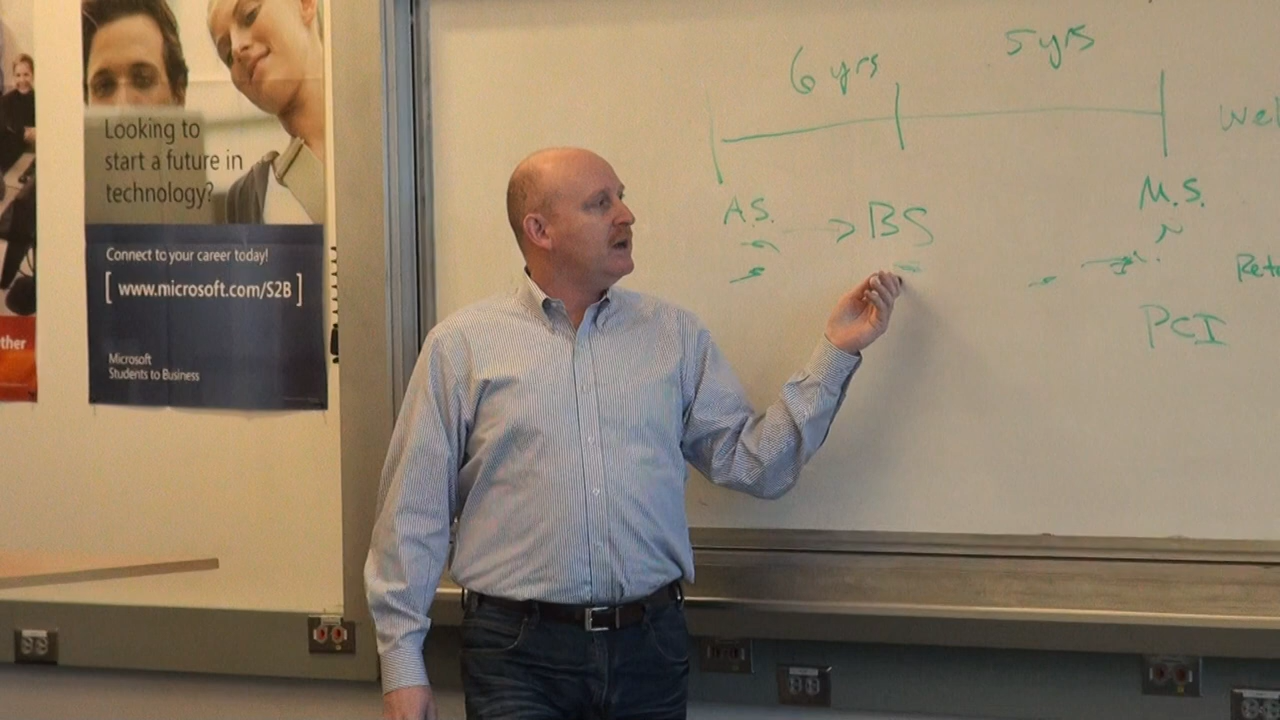 ther
Looking to
start a future in
technology?
Connect to your career today!
[ www.microsoft.com/S2B ]
Microsoft
Students to Business
6 yrs
5 yrs
A.S. → BS
M.S.
PCI